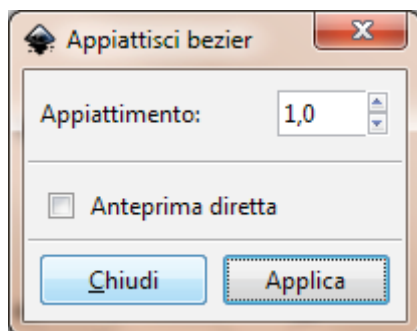 Appiattisci bezier
Appiattimento: 1,0
Anteprima diretta
Chiudi Applica